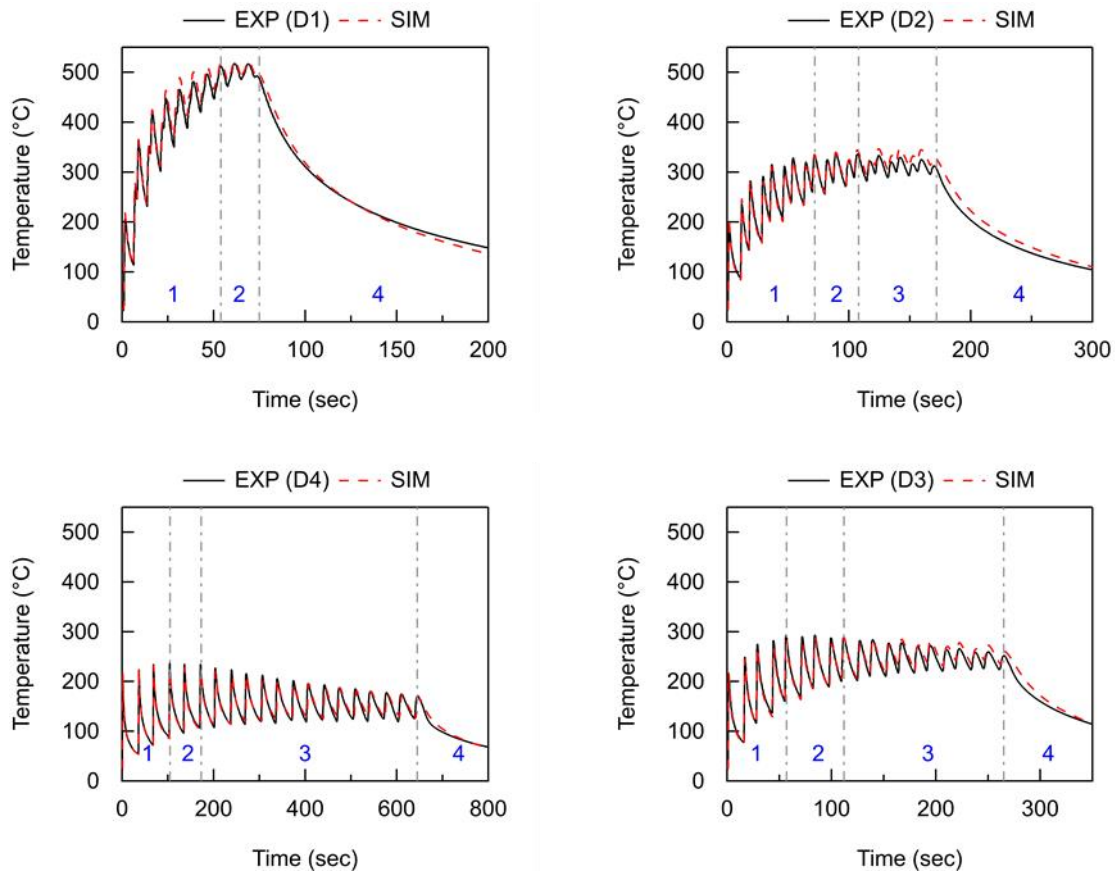 EXP (D1) SIM
500
400
300
200
100
0
Temperature (°C)
1 2 4
0 50 100 150 200
Time (sec)
EXP (D2) SIM
500
400
300
200
100
0
Temperature (°C)
1 2 3 4
0 100 200 300
Time (sec)
EXP (D4) SIM
500
400
300
200
100
0
Temperature (°C)
1 2 3 4
0 200 400 600 800
Time (sec)
EXP (D3) SIM
500
400
300
200
100
0
Temperature (°C)
1 2 3 4
0 100 200 300
Time (sec)